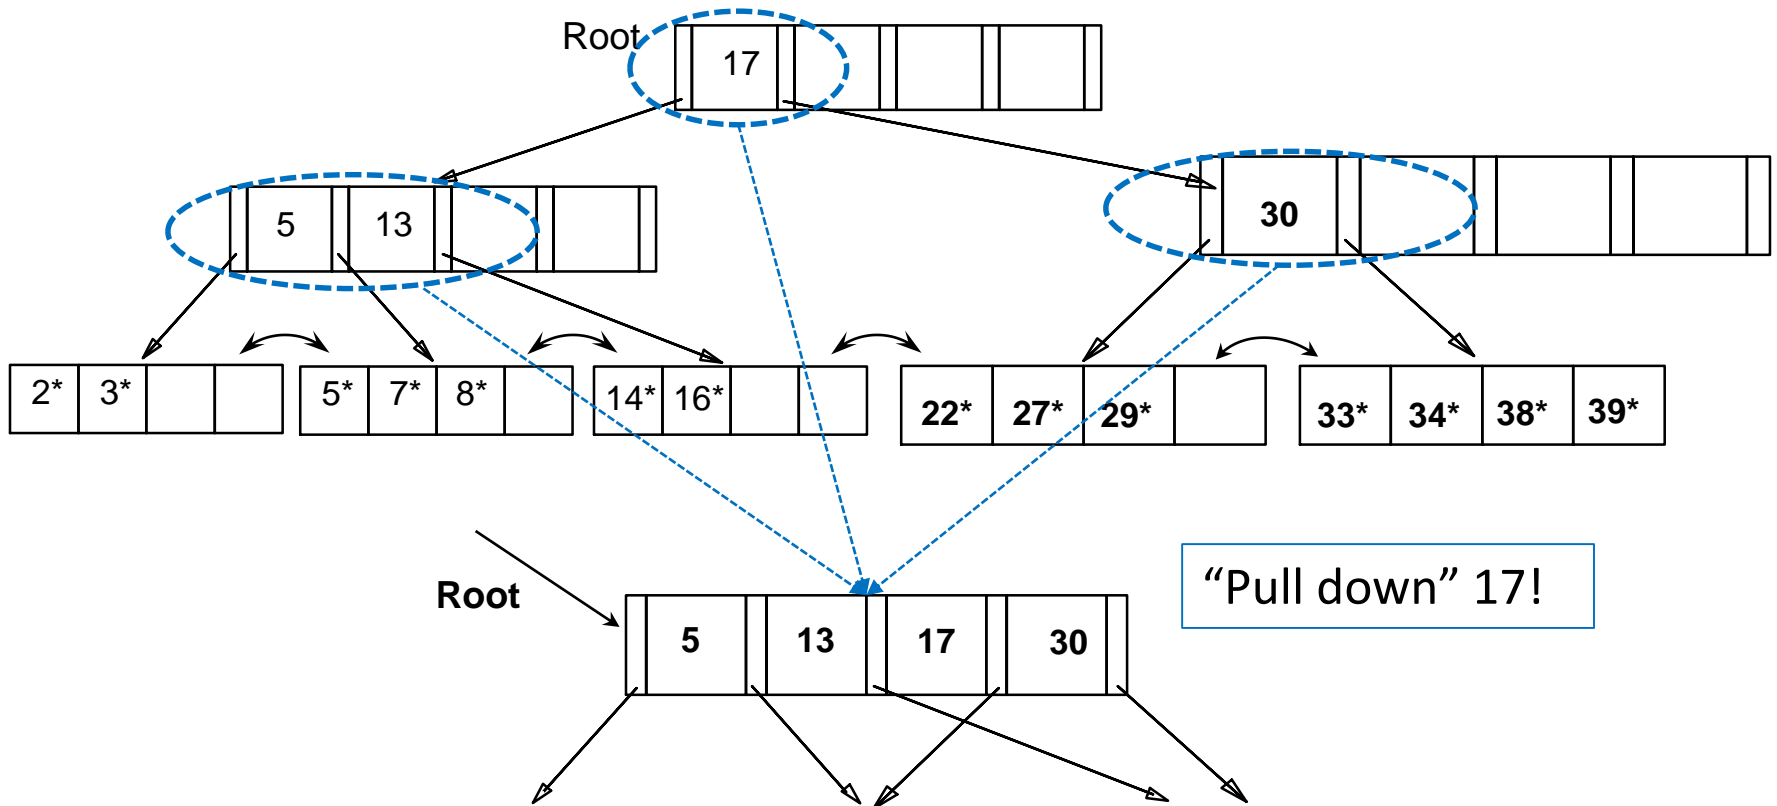 Root
17
5 13
30
2* 3*
5* 7* 8*
14* 16*
22* 27* 29*
33* 34* 38* 39*
Root
5 13 17 30
“Pull down” 17!